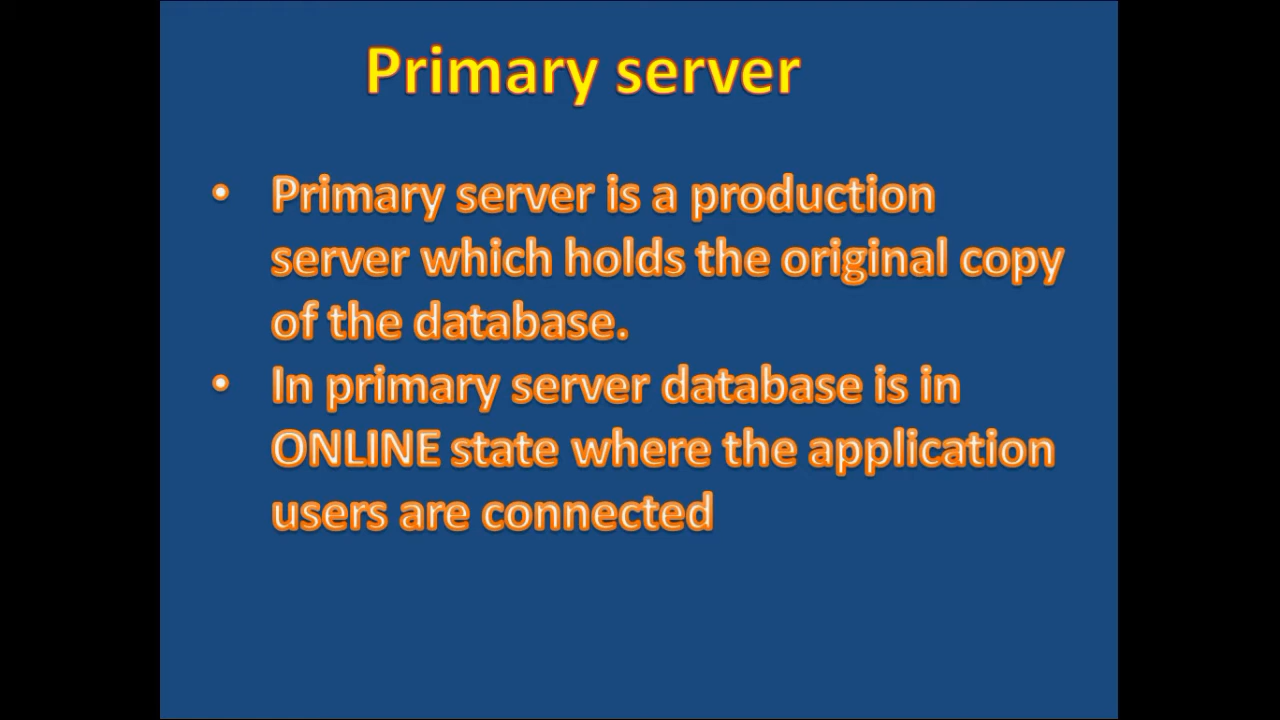 Primary server
• Primary server is a production
server which holds the original copy
of the database.
• In primary server database is in
ONLINE state where the application
users are connected